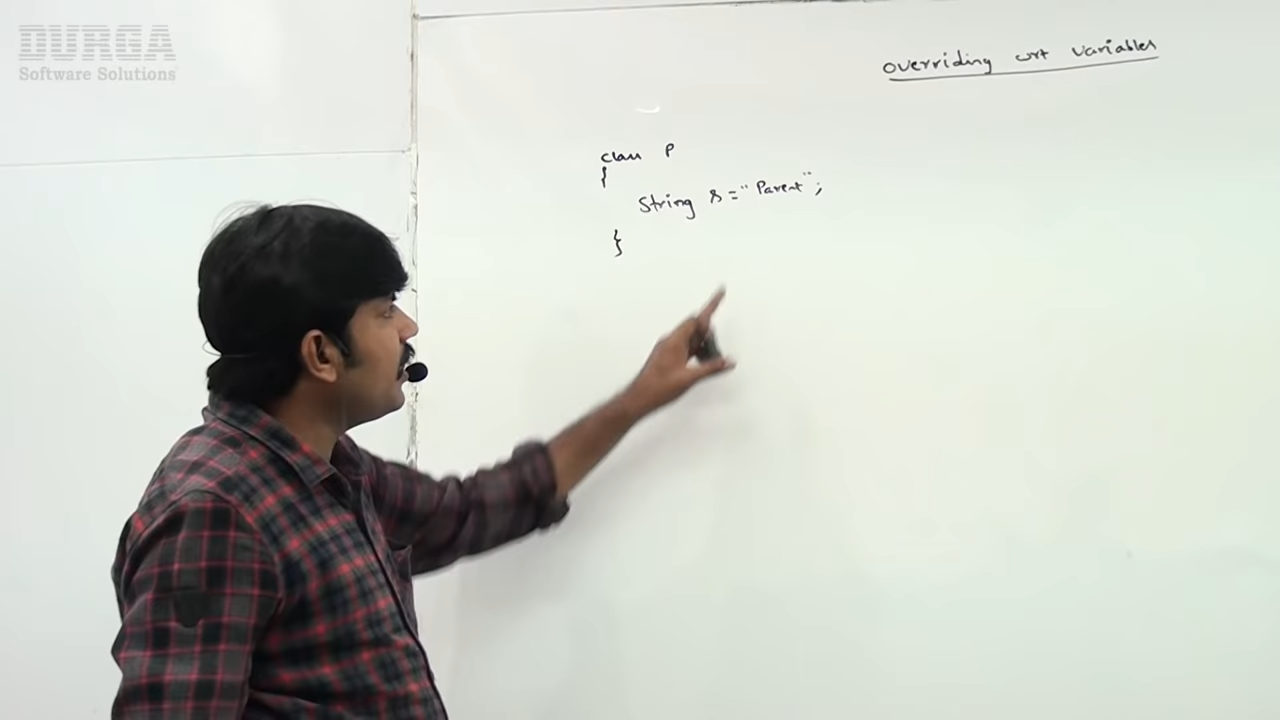 DURGA
Software Solutions
overriding wrt variables
class P
{
String s="Parent";
}